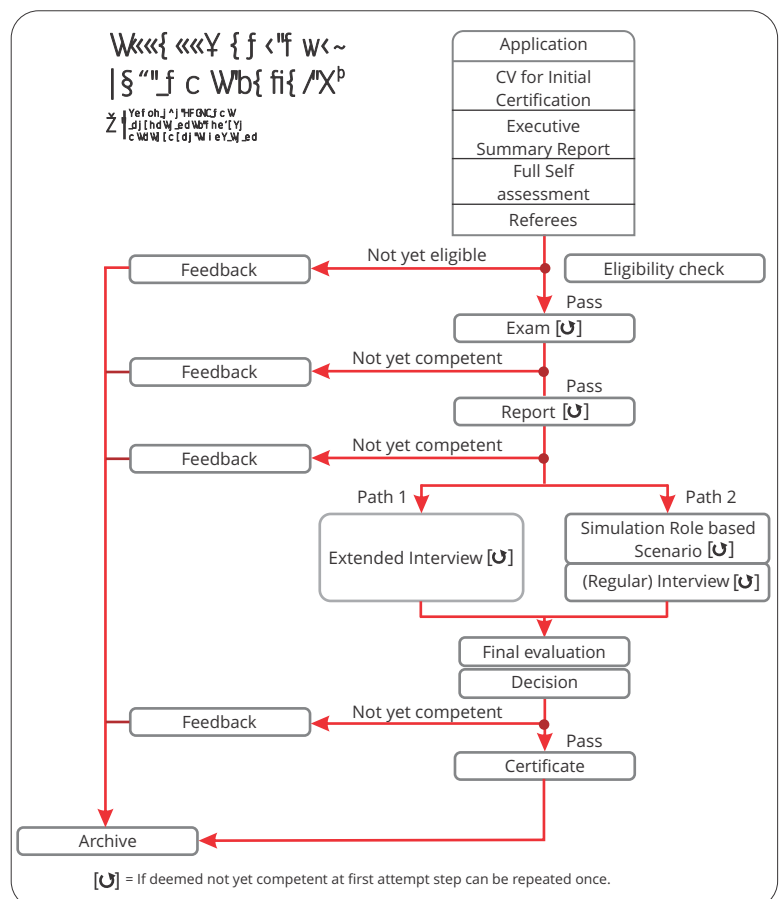 Application
CV for Initial
Certification
Executive
Summary Report
Full Self
assessment
Referees
Not yet eligible
Feedback
Eligibility check
Pass
Exam [↺]
Not yet competent
Feedback
Pass
Report [↺]
Not yet competent
Feedback
Path 1
Path 2
Extended Interview [↺]
Simulation Role based
Scenario [↺]
(Regular) Interview [↺]
Final evaluation
Decision
Not yet competent
Feedback
Pass
Certificate
Archive
[↺] = If deemed not yet competent at first attempt step can be repeated once.